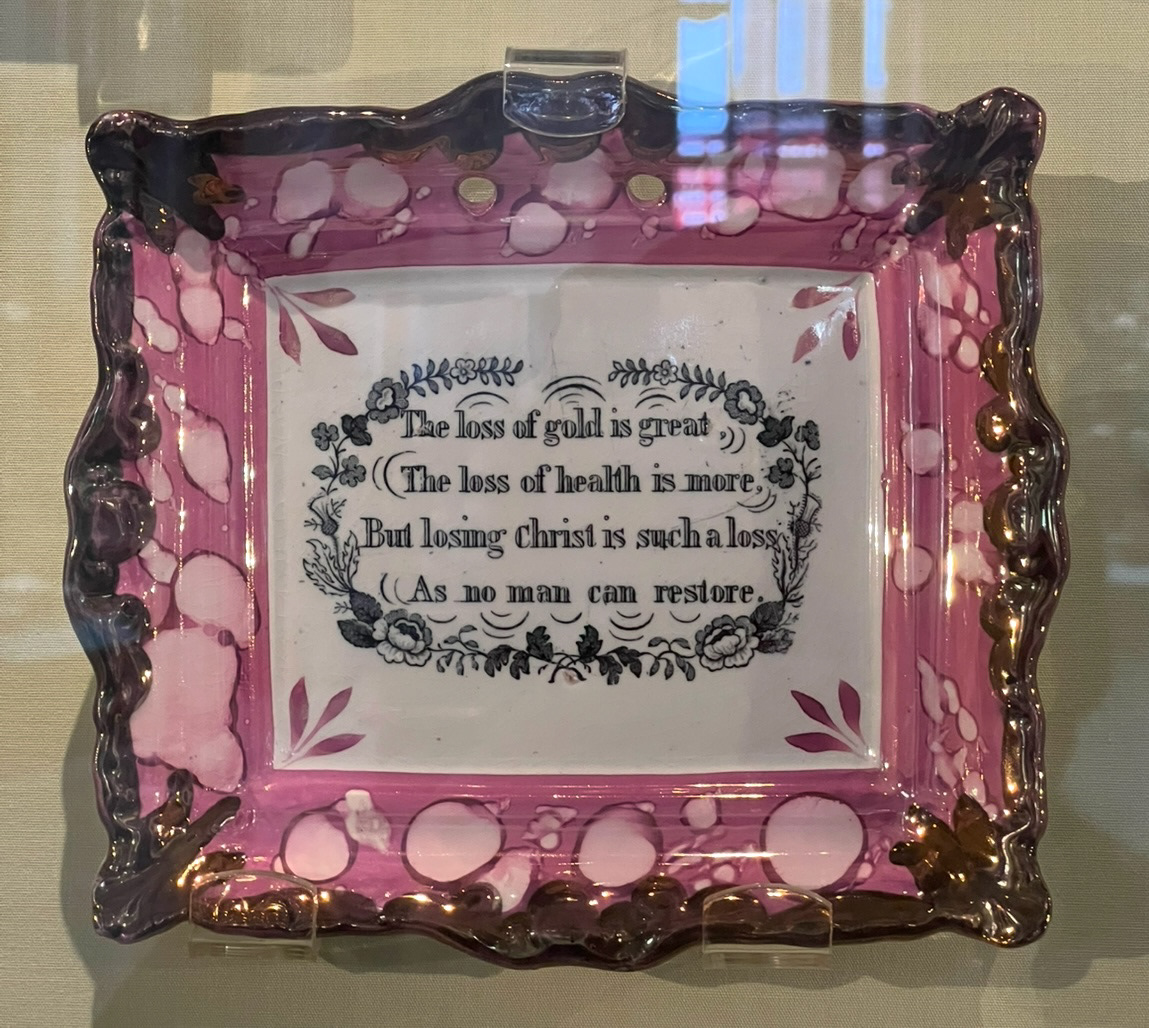 The loss of gold is great,
The loss of health is more,
But losing Christ is such a loss
As no man can restore.